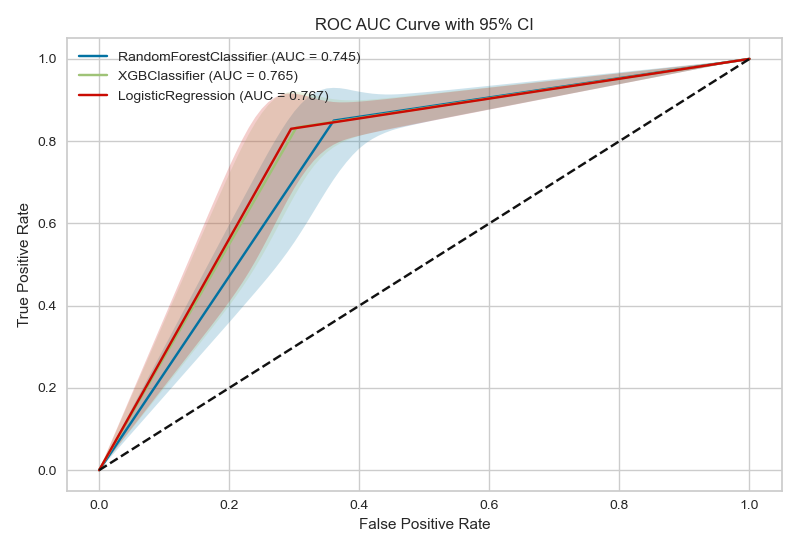 ROC AUC Curve with 95% CI
RandomForestClassifier (AUC = 0.745)
XGBClassifier (AUC = 0.765)
LogisticRegression (AUC = 0.767)
True Positive Rate
1.0
0.8
0.6
0.4
0.2
0.0
0.0 0.2 0.4 0.6 0.8 1.0
False Positive Rate